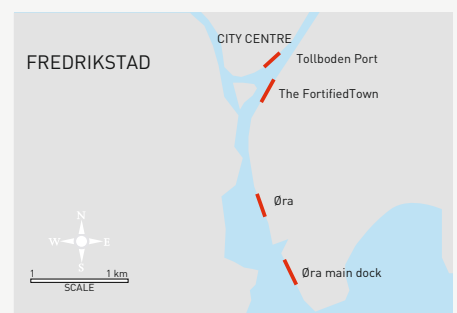 CITY CENTRE
FREDRIKSTAD
Tollboden Port
The FortifiedTown
Øra
N
W E
S
Øra main dock
1 1 km
SCALE